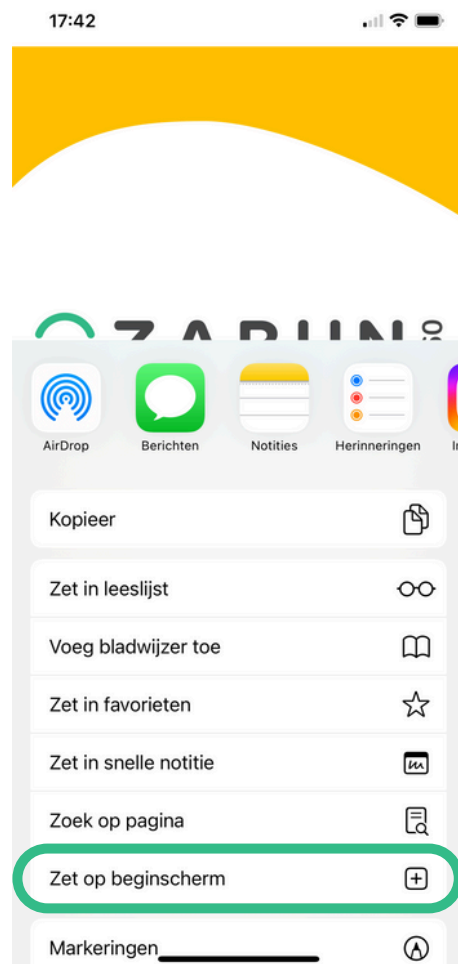 17:42
AirDrop
Berichten
Notities
Herinneringen
Kopieer
Zet in leeslijst
Voeg bladwijzer toe
Zet in favorieten
Zet in snelle notitie
Zoek op pagina
Zet op beginscherm
Markeringen